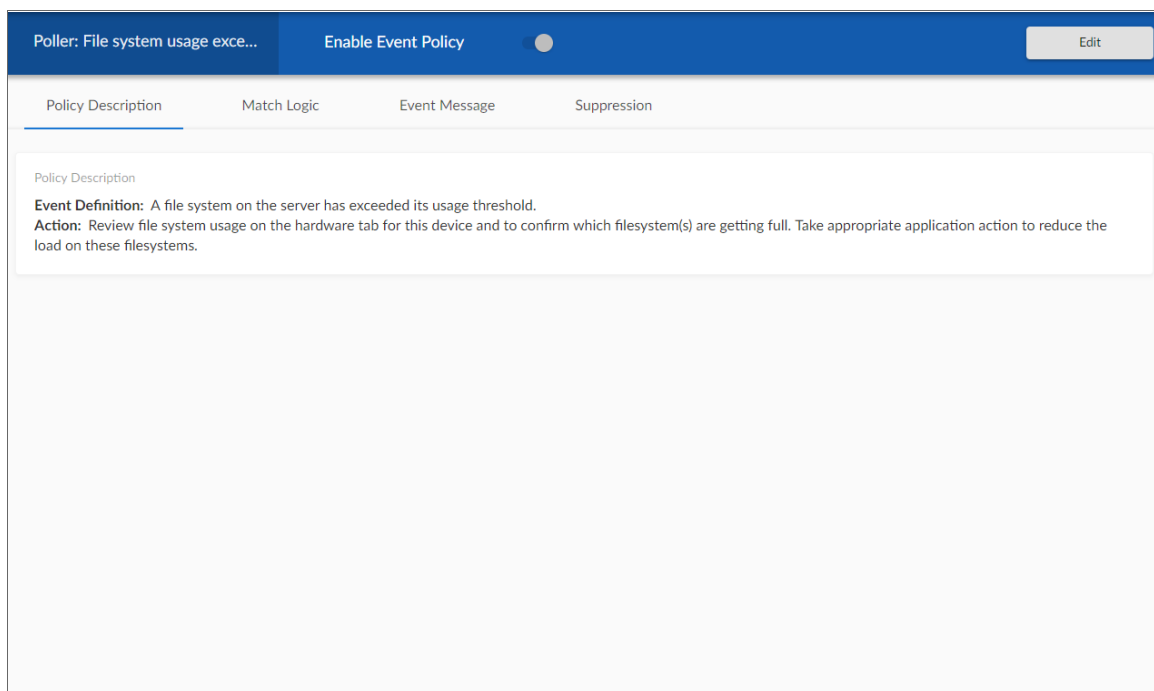 Poller: File system usage exce...
Enable Event Policy
Edit
Policy Description
Match Logic
Event Message
Suppression
Policy Description
Event Definition: A file system on the server has exceeded its usage threshold.
Action: Review file system usage on the hardware tab for this device and to confirm which filesystem(s) are getting full. Take appropriate application action to reduce the
load on these filesystems.